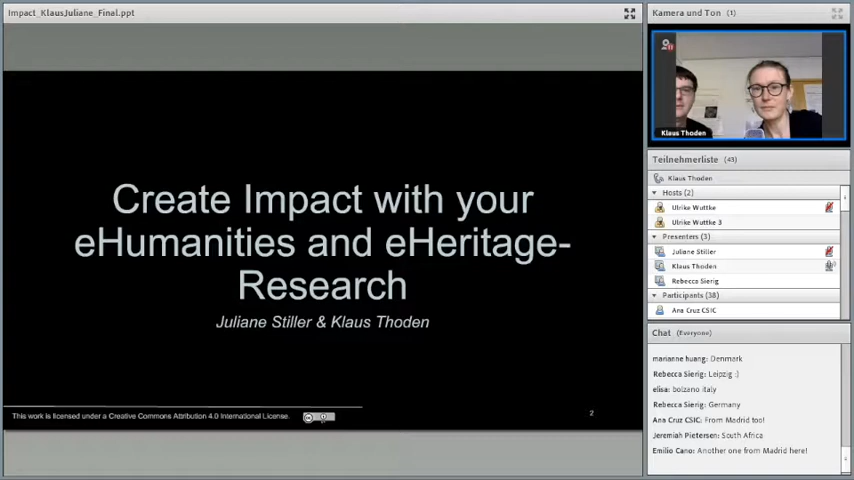 Impact_KlausJuliane_Final.ppt
Create Impact with your
eHumanities and eHeritage-
Research
Juliane Stiller & Klaus Thoden
This work is licensed under a Creative Commons Attribution 4.0 International License.
2
Kamera und Ton (1)
Klaus Thoden
Teilnehmerliste (43)
Klaus Thoden
Hosts (2)
Ulrike Wuttke
Ulrike Wuttke 3
Presenters (3)
Juliane Stiller
Klaus Thoden
Rebecca Sierig
Participants (38)
Ana Cruz CSIC
Chat (Everyone)
marianne huang: Denmark
Rebecca Sierig: Leipzig :)
elisa: bolzano italy
Rebecca Sierig: Germany
Ana Cruz CSIC: From Madrid too!
Jeremiah Pietersen: South Africa
Emilio Cano: Another one from Madrid here!